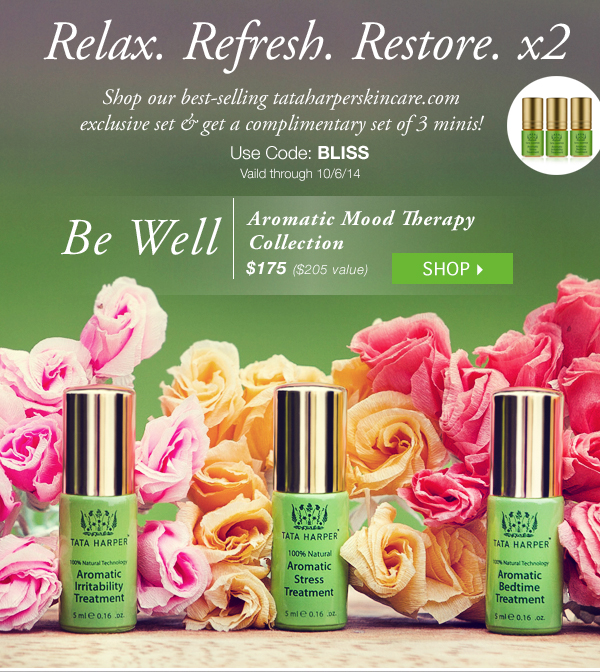 Relax. Refresh. Restore. x2
Shop our best-selling tataharperskincare.com
exclusive set & get a complimentary set of 3 minis!
Use Code: BLISS
Vaild through 10/6/14
Be Well
Aromatic Mood Therapy
Collection
$175 ($205 value)
SHOP
TATA HARPER
100% Natural Technology
Aromatic
Irritability
Treatment
5 ml ℮ 0.16 .oz.
TATA HARPER
100% Natural
Aromatic
Stress
Treatment
5 ml ℮ 0.16 .oz.
TATA HARPER
100% Natural Technology
Aromatic
Bedtime
Treatment
5 ml ℮ 0.16 .oz.